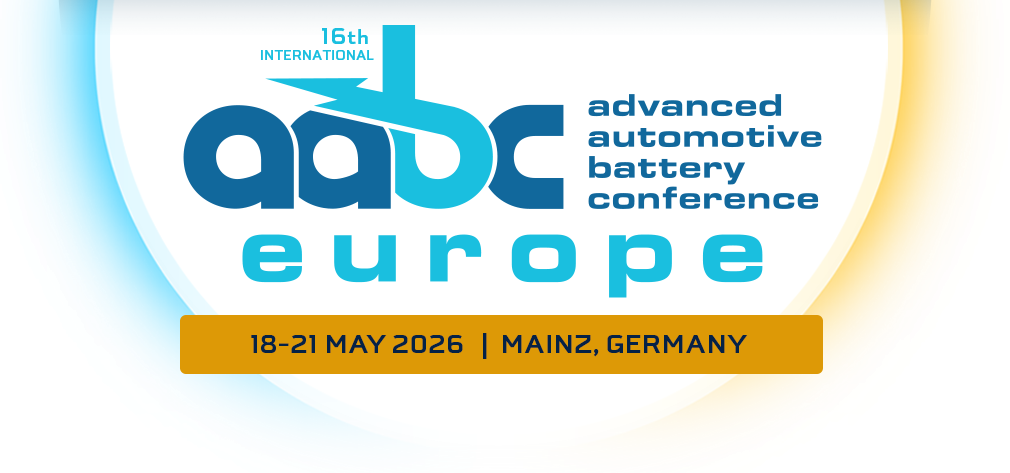 16th
INTERNATIONAL
aabc
advanced
automotive
battery
conference
europe
18-21 MAY 2026 | MAINZ, GERMANY